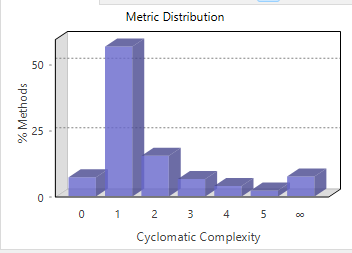 Metric Distribution
% Methods
50
25
0
0 1 2 3 4 5 ∞
Cyclomatic Complexity